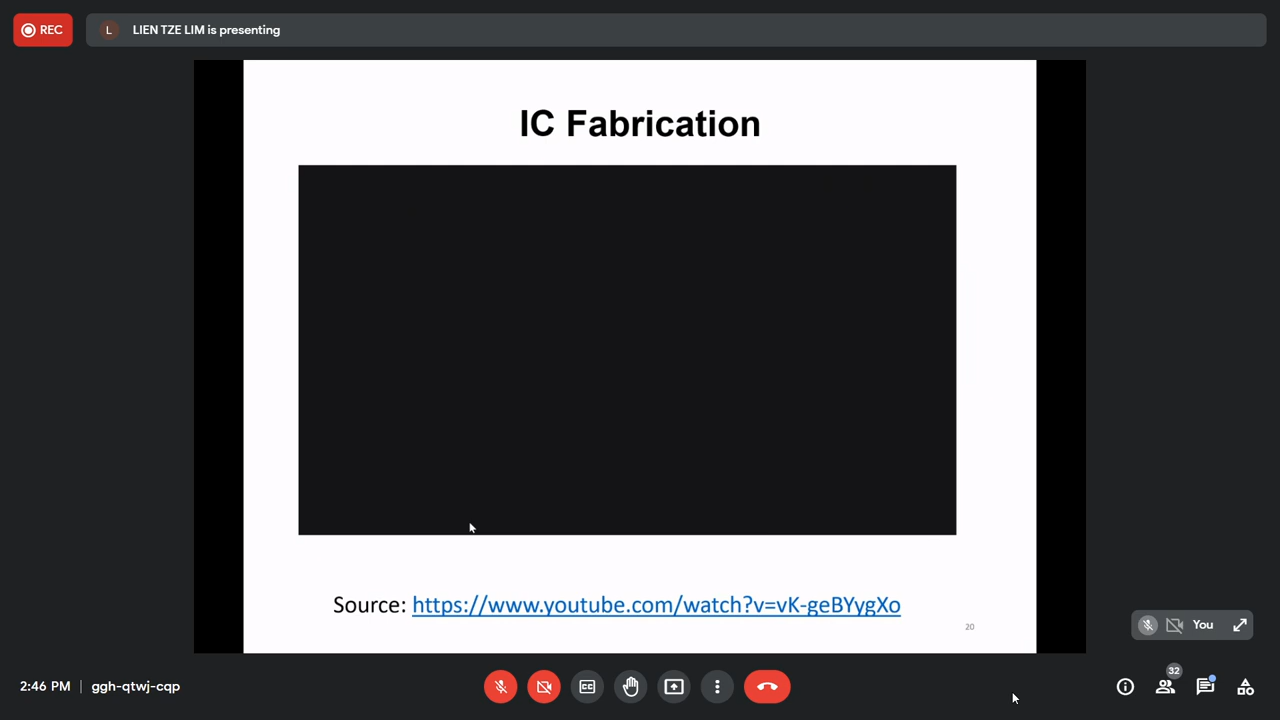 REC
L
LIEN TZE LIM is presenting
IC Fabrication
Source: https://www.youtube.com/watch?v=vK-geBYygXo
20
You
2:46 PM | ggh-qtwj-cqp
CC
32